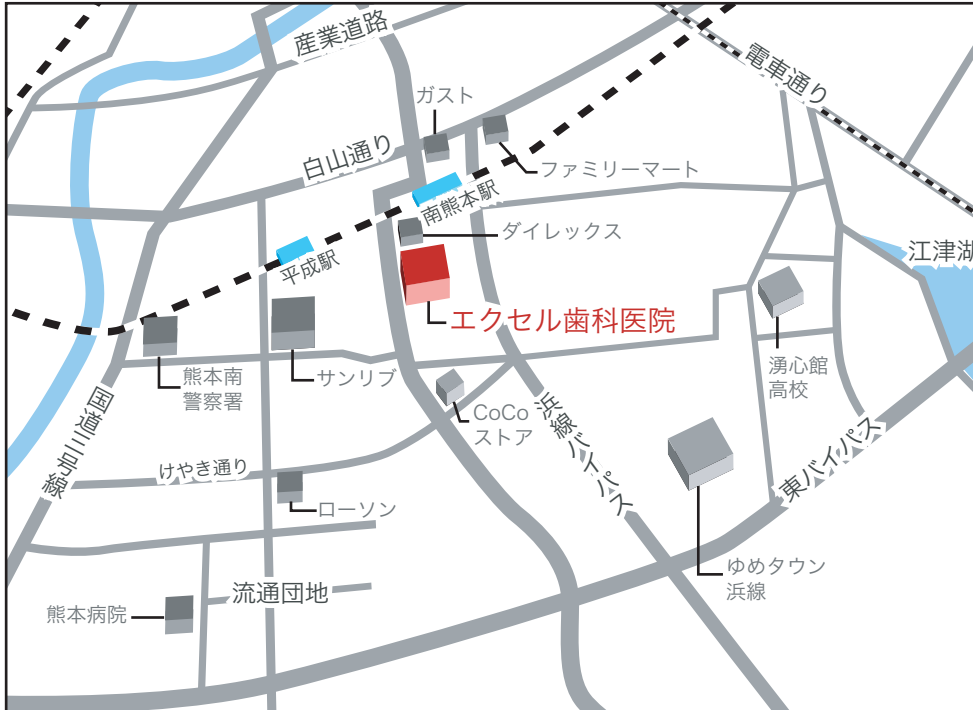 産業道路
電車通り
ガスト
白山通り
ファミリーマート
南熊本駅
ダイレックス
江津湖
平成駅
エクセル歯科医院
熊本南
警察署
サンリブ
湧心館
高校
国道三号線
CoCo
ストア
浜線バイパス
東バイパス
けやき通り
ローソン
ゆめタウン
浜線
流通団地
熊本病院